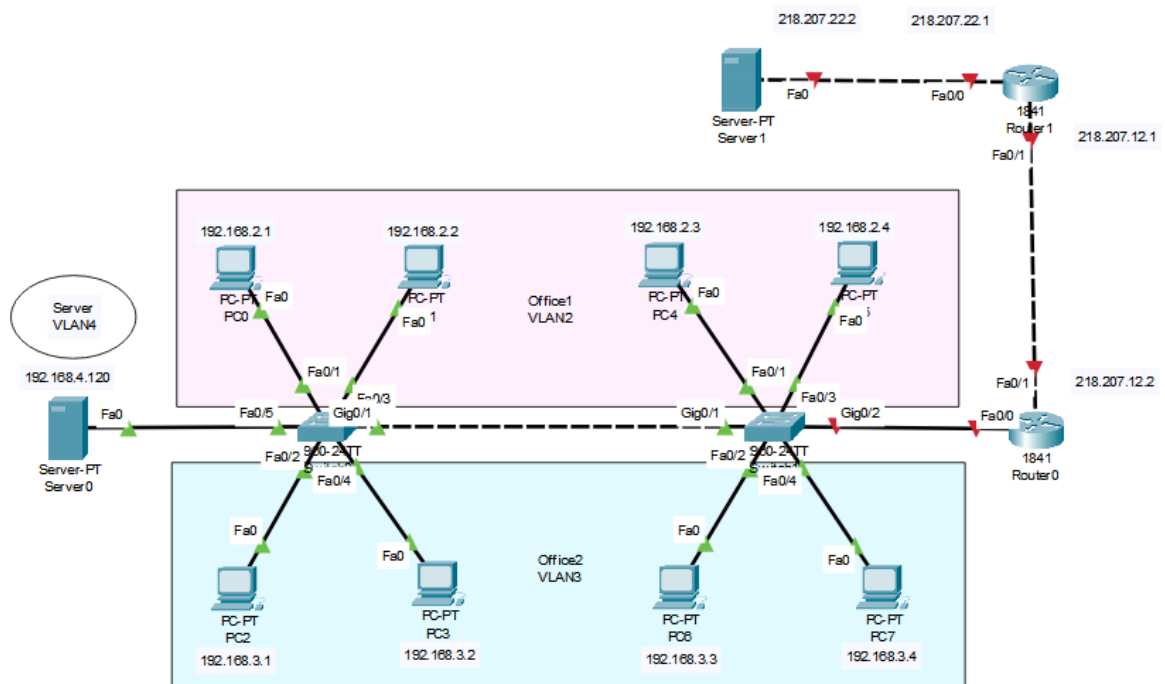 218.207.22.2
218.207.22.1
Fa0
Fa0/0
Server-PT
Server1
1841
Router1
218.207.12.1
Fa0/1
192.168.2.1
192.168.2.2
192.168.2.3
192.168.2.4
Fa0
PC-PT
PC0
Fa0
PC-PT
1
Office1
VLAN2
Fa0
PC-PT
PC4
Fa0
PC-PT
Server
VLAN4
192.168.4.120
Fa0/1
Fa0/3
Fa0/1
Fa0/3
Fa0/1
218.207.12.2
Fa0
Fa0/5
Gig0/1
Gig0/1
Gig0/2
Fa0/0
Server-PT
Server0
Fa0/2
Fa0/4
Fa0/2
Fa0/4
1841
Router0
Fa0
Fa0
Office2
VLAN3
Fa0
Fa0
PC-PT
PC2
PC-PT
PC3
PC-PT
PC6
PC-PT
PC7
192.168.3.1
192.168.3.2
192.168.3.3
192.168.3.4